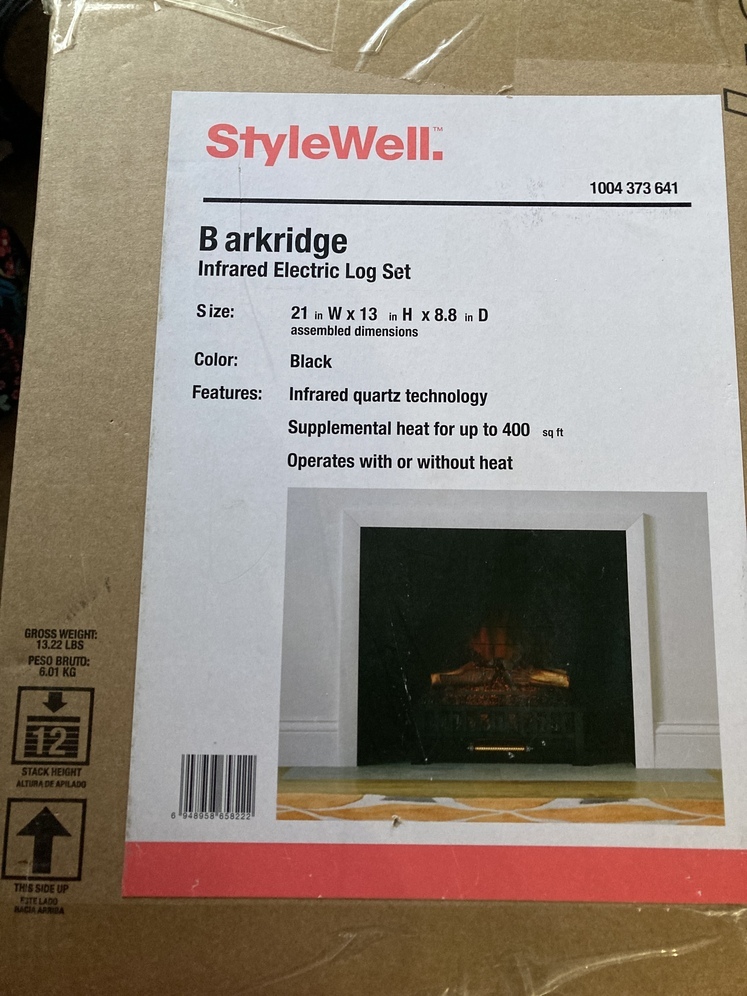 StyleWell.™
1004 373 641
Barkridge
Infrared Electric Log Set
Size: 21 in W x 13 in H x 8.8 in D
assembled dimensions
Color: Black
Features: Infrared quartz technology
Supplemental heat for up to 400 sq ft
Operates with or without heat
GROSS WEIGHT:
13.22 LBS
PESO BRUTO:
6.01 KG
12
STACK HEIGHT
ALTURA DE APILADO
6 948958 658222
THIS SIDE UP
ESTE LADO
HACIA ARRIBA